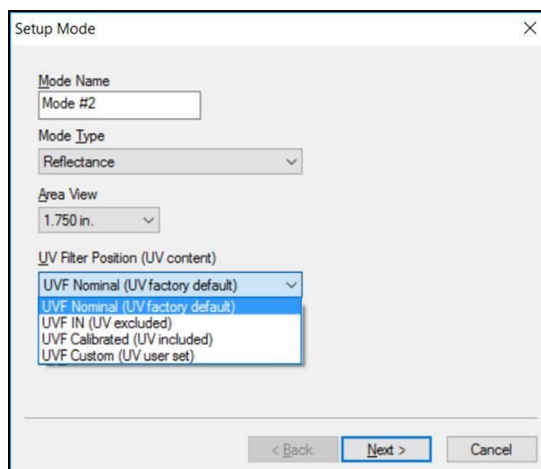 Setup Mode
Mode Name
Mode #2
Mode Type
Reflectance
Area View
1.750 in.
UV Filter Position (UV content)
UVF Nominal (UV factory default)
UVF Nominal (UV factory default)
UVF IN (UV excluded)
UVF Calibrated (UV included)
UVF Custom (UV user set)
< Back
Next >
Cancel